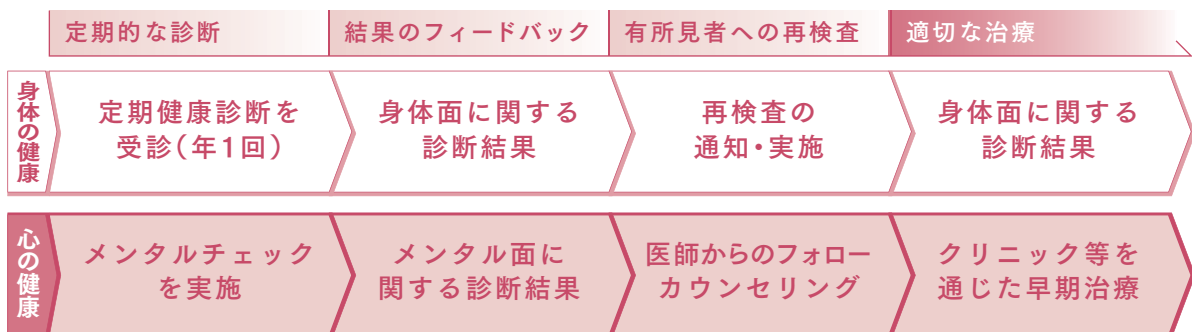 定期的な診断
結果のフィードバック
有所見者への再検査
適切な治療
身体の健康
定期健康診断を
受診(年1回)
身体面に関する
診断結果
再検査の
通知・実施
身体面に関する
診断結果
心の健康
メンタルチェック
を実施
メンタル面に
関する診断結果
医師からのフォロー
カウンセリング
クリニック等を
通じた早期治療